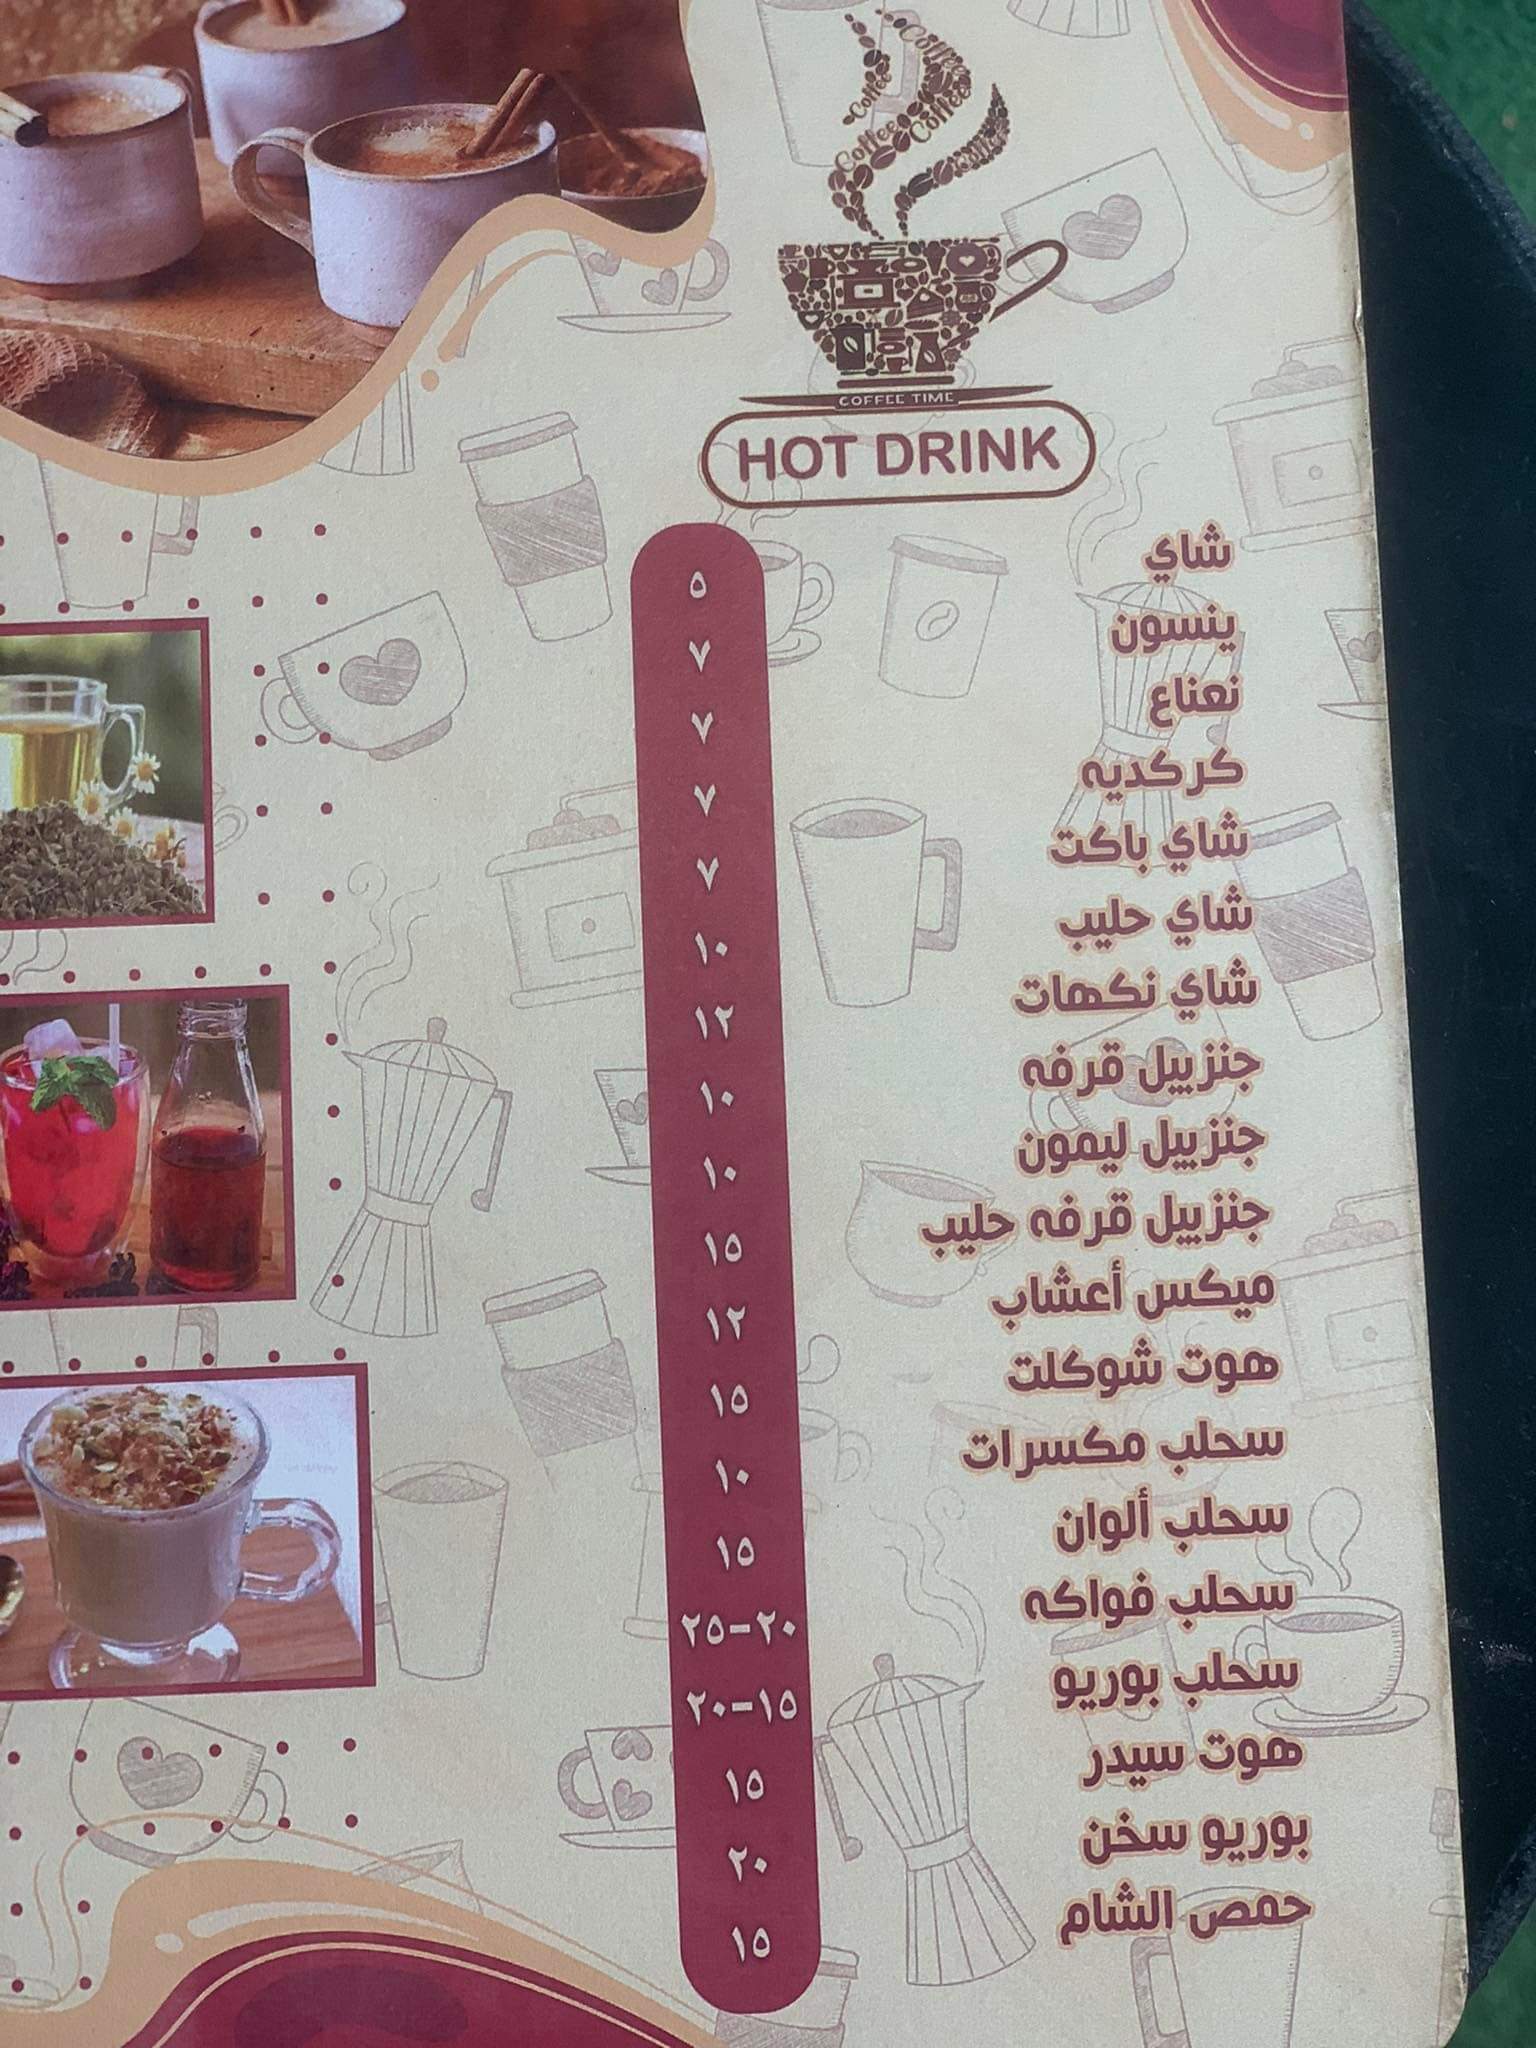 Coffee Coffee Coffee Coffee
COFFEE TIME
HOT DRINK
شاي ٥
ينسون ٧
نعناع ٧
كركديه ٧
شاي باكت ٧
شاي حليب ١٠
شاي نكهات ١٢
جنزبيل قرفه ١٠
جنزبيل ليمون ١٠
جنزبيل قرفه حليب ١٥
ميكس أعشاب ١٢
هوت شوكلت ١٥
سحلب مكسرات ١٠
سحلب ألوان ١٥
سحلب فواكه ٢٠-٢٥
سحلب بوريو ١٥-٢٠
هوت سيدر ١٥
بوريو سخن ٢٠
حمص الشام ١٥